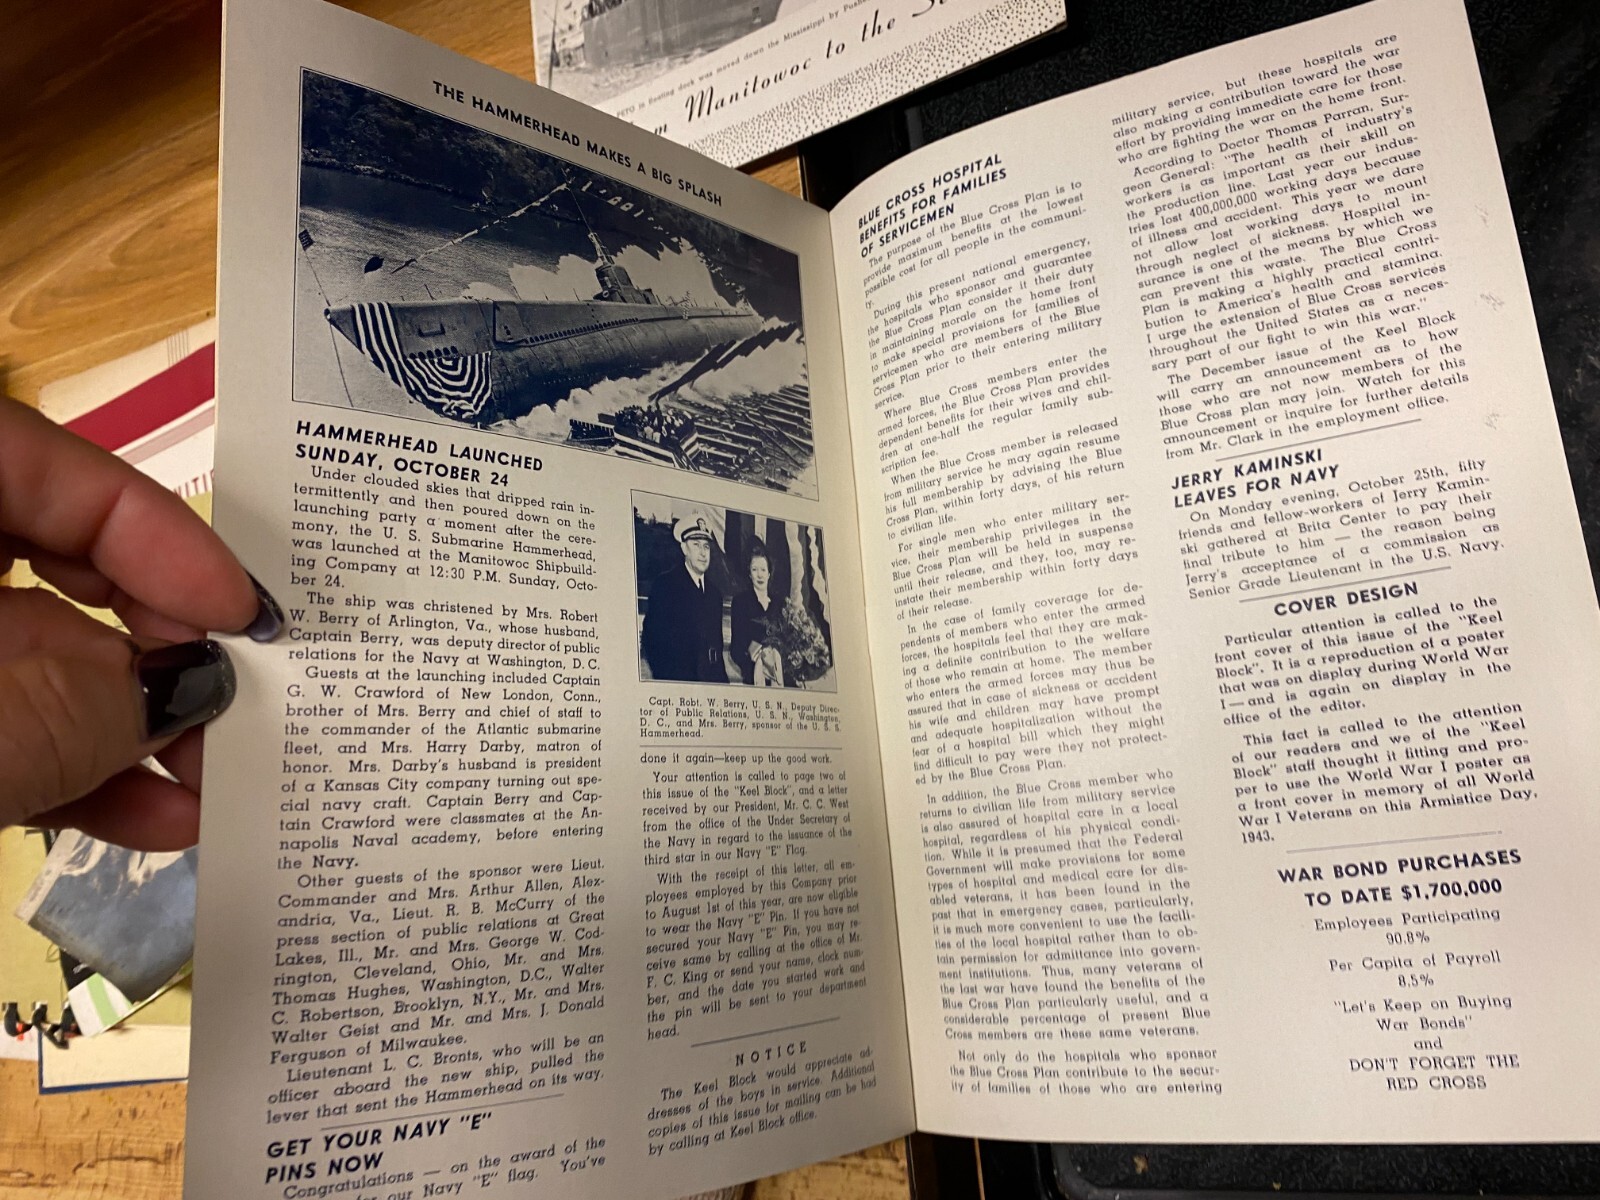 PETO in floating dock was moved down the Mississippi by
Manitowoc to the
THE HAMMERHEAD MAKES A BIG SPLASH
HAMMERHEAD LAUNCHED
SUNDAY, OCTOBER 24
Under clouded skies that dripped rain in-
termittently and then poured down on the
launching party a moment after the cere-
mony, the U. S. Submarine Hammerhead,
was launched at the Manitowoc Shipbuild-
ing Company at 12:30 P.M. Sunday, Octo-
ber 24.
The ship was christened by Mrs. Robert
W. Berry of Arlington, Va., whose husband,
Captain Berry, was deputy director of public
relations for the Navy at Washington, D. C.
Guests at the launching included Captain
G. W. Crawford of New London, Conn.,
brother of Mrs. Berry and chief of staff to
the commander of the Atlantic submarine
fleet, and Mrs. Harry Darby, matron of
honor. Mrs. Darby's husband is president
of a Kansas City company turning out spe-
cial navy craft. Captain Berry and Cap-
tain Crawford were classmates at the An-
napolis Naval academy, before entering
the Navy.
Other guests of the sponsor were Lieut.
Commander and Mrs. Arthur Allen, Alex-
andria, Va., Lieut. R. B. McCurry of the
press section of public relations at Great
Lakes, Ill., Mr. and Mrs. George W. Cod-
rington, Cleveland, Ohio, Mr. and Mrs.
Thomas Hughes, Washington, D.C., Walter
C. Robertson, Brooklyn, N.Y., Mr. and Mrs.
Walter Geist and Mr. and Mrs. J. Donald
Ferguson of Milwaukee.
Lieutenant L. C. Bronts, who will be an
officer aboard the new ship, pulled the
lever that sent the Hammerhead on its way.
GET YOUR NAVY "E"
PINS NOW
Congratulations — on the award of the
our Navy "E" flag. You've
Capt. Robt. W. Berry, U. S. N., Deputy Direc-
tor of Public Relations, U. S. N., Washington,
D. C., and Mrs. Berry, sponsor of the U. S. S.
Hammerhead.
done it again—keep up the good work.
Your attention is called to page two of
this issue of the "Keel Block", and a letter
received by our President, Mr. C. C. West
from the office of the Under Secretary of
the Navy in regard to the issuance of the
third star in our Navy "E" Flag.
With the receipt of this letter, all em-
ployees employed by this Company prior
to August 1st of this year, are now eligible
to wear the Navy "E" Pin. If you have not
secured your Navy "E" Pin, you may re-
ceive same by calling at the office of Mr.
F. C. King or send your name, clock num-
ber, and the date you started work and
the pin will be sent to your department
head.
NOTICE
The Keel Block would appreciate ad-
dresses of the boys in service. Additional
copies of this issue for mailing can be had
by calling at Keel Block office.
BLUE CROSS HOSPITAL
BENEFITS FOR FAMILIES
OF SERVICEMEN
The purpose of the Blue Cross Plan is to
provide maximum benefits at the lowest
possible cost for all people in the communi-
ty.
During this present national emergency,
the hospitals who sponsor and guarantee
the Blue Cross Plan consider it their duty
in maintaining morale on the home front
to make special provisions for families of
servicemen who are members of the Blue
Cross Plan prior to their entering military
service.
Where Blue Cross members enter the
armed forces, the Blue Cross Plan provides
dependent benefits for their wives and chil-
dren at one-half the regular family sub-
scription fee.
When the Blue Cross member is released
from military service he may again resume
his full membership by advising the Blue
Cross Plan, within forty days, of his return
to civilian life.
For single men who enter military ser-
vice, their membership privileges in the
Blue Cross Plan will be held in suspense
until their release, and they, too, may re-
instate their membership within forty days
of their release.
In the case of family coverage for de-
pendents of members who enter the armed
forces, the hospitals feel that they are mak-
ing a definite contribution to the welfare
of those who remain at home. The member
who enters the armed forces may thus be
assured that in case of sickness or accident
his wife and children may have prompt
and adequate hospitalization without the
fear of a hospital bill which they might
find difficult to pay were they not protect-
ed by the Blue Cross Plan.
In addition, the Blue Cross member who
returns to civilian life from military service
is also assured of hospital care in a local
hospital, regardless of his physical condi-
tion. While it is presumed that the Federal
Government will make provisions for some
types of hospital and medical care for dis-
abled veterans, it has been found in the
past that in emergency cases, particularly,
it is much more convenient to use the facili-
ties of the local hospital rather than to ob-
tain permission for admittance into govern-
ment institutions. Thus, many veterans of
the last war have found the benefits of the
Blue Cross Plan particularly useful, and a
considerable percentage of present Blue
Cross members are these same veterans.
Not only do the hospitals who sponsor
the Blue Cross Plan contribute to the secur-
ity of families of those who are entering
military service, but these hospitals are
also making a contribution toward the war
effort by providing immediate care for those
who are fighting the war on the home front.
According to Doctor Thomas Parran, Sur-
geon General: "The health of industry's
workers is as important as their skill on
the production line. Last year our indus-
tries lost 400,000,000 working days because
of illness and accident. This year we dare
not allow lost working days to mount
through neglect of sickness. Hospital in-
surance is one of the means by which we
can prevent this waste. The Blue Cross
Plan is making a highly practical contri-
bution to America's health and stamina.
I urge the extension of Blue Cross services
throughout the United States as a neces-
sary part of our fight to win this war."
The December issue of the Keel Block
will carry an announcement as to how
those who are not now members of the
Blue Cross plan may join. Watch for this
announcement or inquire for further details
from Mr. Clark in the employment office.
JERRY KAMINSKI
LEAVES FOR NAVY
On Monday evening, October 25th, fifty
friends and fellow-workers of Jerry Kamin-
ski gathered at Brita Center to pay their
final tribute to him — the reason being
Jerry's acceptance of a commission as
Senior Grade Lieutenant in the U.S. Navy.
COVER DESIGN
Particular attention is called to the
front cover of this issue of the "Keel
Block". It is a reproduction of a poster
that was on display during World War
I—and is again on display in the
office of the editor.
This fact is called to the attention
of our readers and we of the "Keel
Block" staff thought it fitting and pro-
per to use the World War I poster as
a front cover in memory of all World
War I Veterans on this Armistice Day,
1943.
WAR BOND PURCHASES
TO DATE $1,700,000
Employees Participating
90.8%
Per Capita of Payroll
8.5%
"Let's Keep on Buying
War Bonds"
and
DON'T FORGET THE
RED CROSS